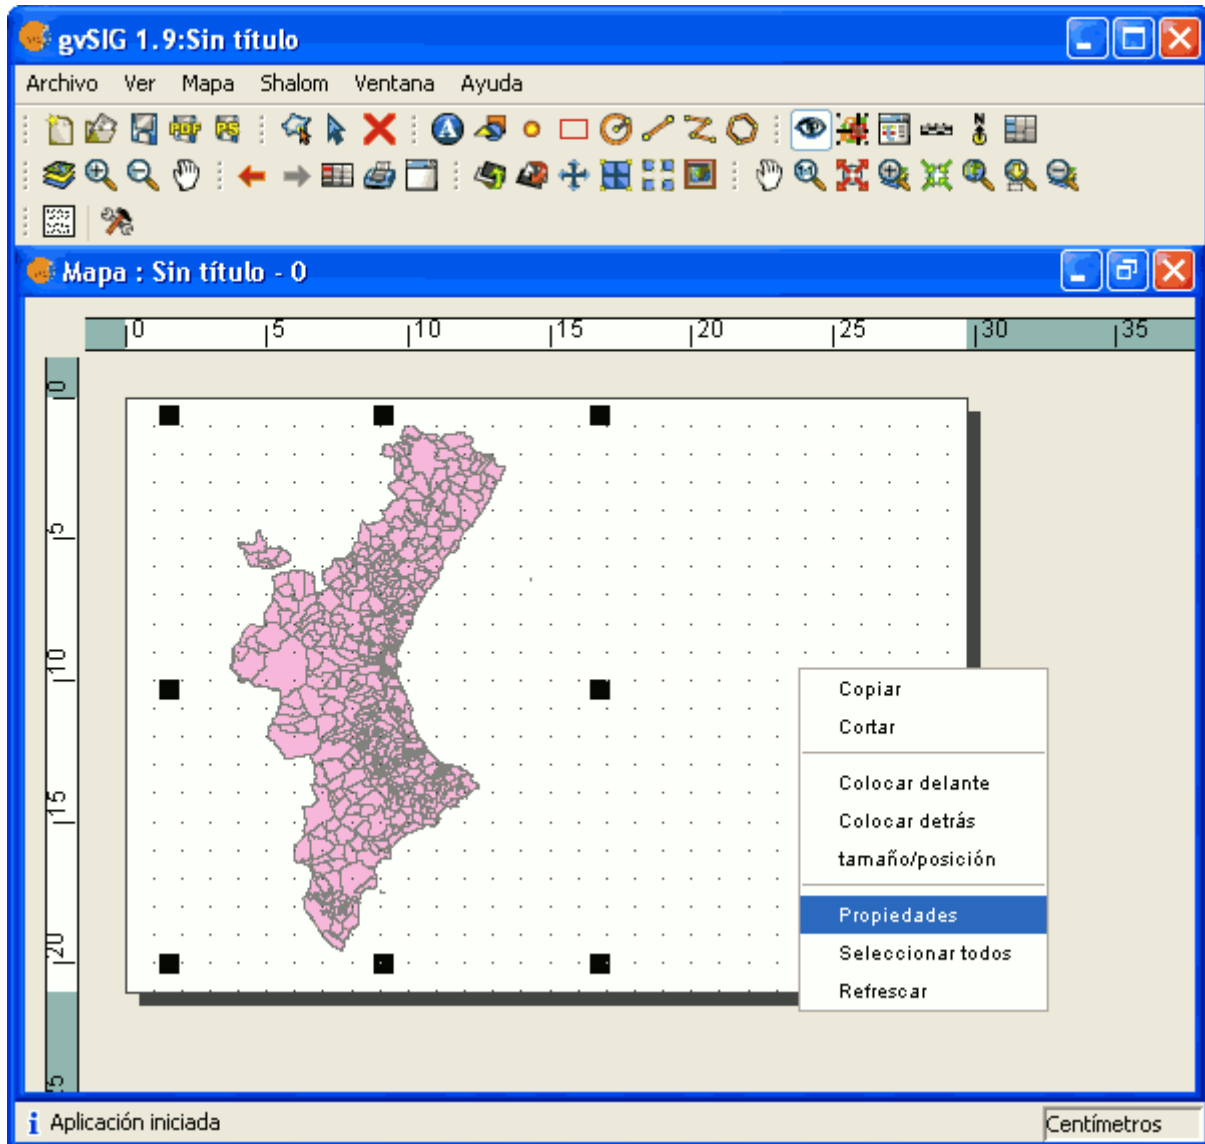 gvSIG 1.9:Sin título
Archivo Ver Mapa Shalom Ventana Ayuda
PDF PS
Mapa : Sin título - 0
0 5 10 15 20 25 30 35
0
5
10
15
20
Copiar
Cortar
Colocar delante
Colocar detrás
tamaño/posición
Propiedades
Seleccionar todos
Refrescar
Aplicación iniciada
Centímetros